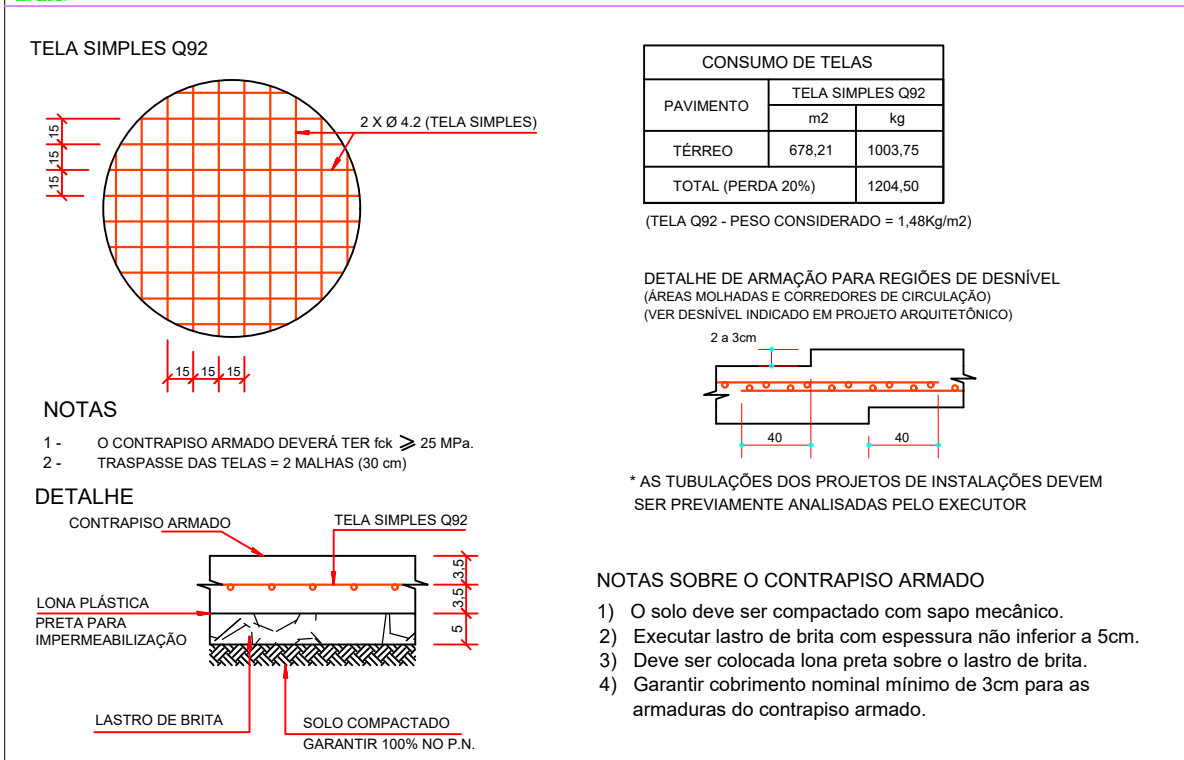 TELA SIMPLES Q92
2 X Ø 4.2 (TELA SIMPLES)
15
15
15
15 15 15
NOTAS
1 - O CONTRAPISO ARMADO DEVERÁ TER fck ⩾ 25 MPa.
2 - TRASPASSE DAS TELAS = 2 MALHAS (30 cm)
DETALHE
CONTRAPISO ARMADO
TELA SIMPLES Q92
3,5
3,5
5
LONA PLÁSTICA
PRETA PARA
IMPERMEABILIZAÇÃO
LASTRO DE BRITA
SOLO COMPACTADO
GARANTIR 100% NO P.N.
CONSUMO DE TELAS
PAVIMENTO
TELA SIMPLES Q92
m2 kg
TÉRREO 678,21 1003,75
TOTAL (PERDA 20%) 1204,50
(TELA Q92 - PESO CONSIDERADO = 1,48Kg/m2)
DETALHE DE ARMAÇÃO PARA REGIÕES DE DESNÍVEL
(ÁREAS MOLHADAS E CORREDORES DE CIRCULAÇÃO)
(VER DESNÍVEL INDICADO EM PROJETO ARQUITETÔNICO)
2 a 3cm
40 40
* AS TUBULAÇÕES DOS PROJETOS DE INSTALAÇÕES DEVEM
SER PREVIAMENTE ANALISADAS PELO EXECUTOR
NOTAS SOBRE O CONTRAPISO ARMADO
1) O solo deve ser compactado com sapo mecânico.
2) Executar lastro de brita com espessura não inferior a 5cm.
3) Deve ser colocada lona preta sobre o lastro de brita.
4) Garantir cobrimento nominal mínimo de 3cm para as
armaduras do contrapiso armado.